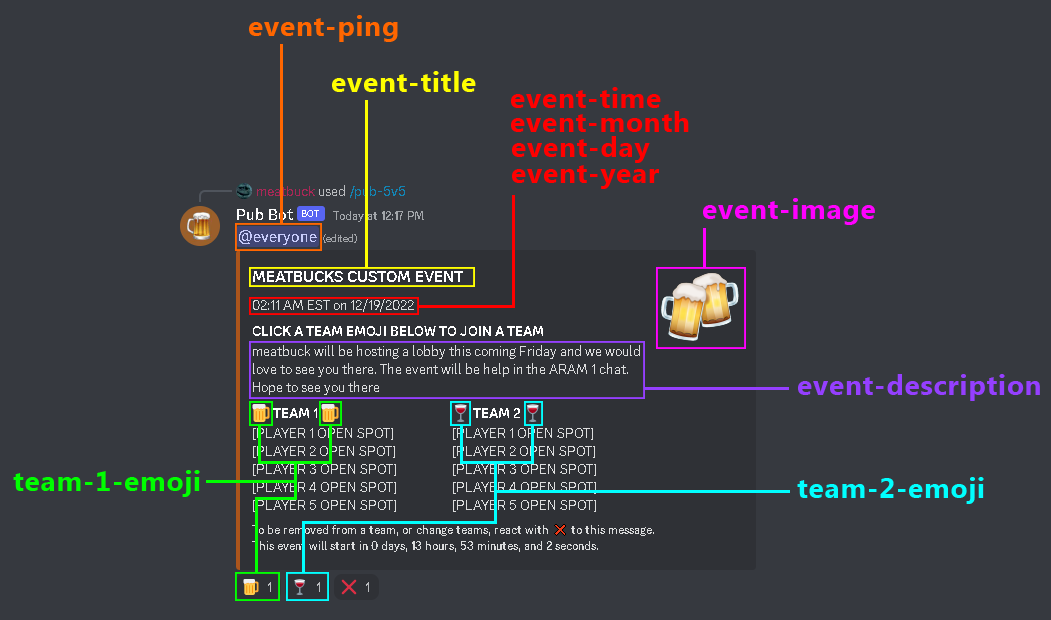 event-ping
event-title
event-time
event-month
event-day
event-year
meatbuck used /pub-5v5
event-image
Pub Bot BOT Today at 12:17 PM
@everyone (edited)
MEATBUCKS CUSTOM EVENT
02:11 AM EST on 12/19/2022
CLICK A TEAM EMOJI BELOW TO JOIN A TEAM
meatbuck will be hosting a lobby this coming Friday and we would
love to see you there. The event will be help in the ARAM 1 chat.
Hope to see you there
event-description
TEAM 1 TEAM 2
[PLAYER 1 OPEN SPOT] [PLAYER 1 OPEN SPOT]
[PLAYER 2 OPEN SPOT] [PLAYER 2 OPEN SPOT]
[PLAYER 3 OPEN SPOT] [PLAYER 3 OPEN SPOT]
team-1-emoji
[PLAYER 4 OPEN SPOT] [PLAYER 4 OPEN SPOT]
team-2-emoji
[PLAYER 5 OPEN SPOT] [PLAYER 5 OPEN SPOT]
To be removed from a team, or change teams, react with ❌ to this message.
This event will start in 0 days, 13 hours, 53 minutes, and 2 seconds.
1 1 1